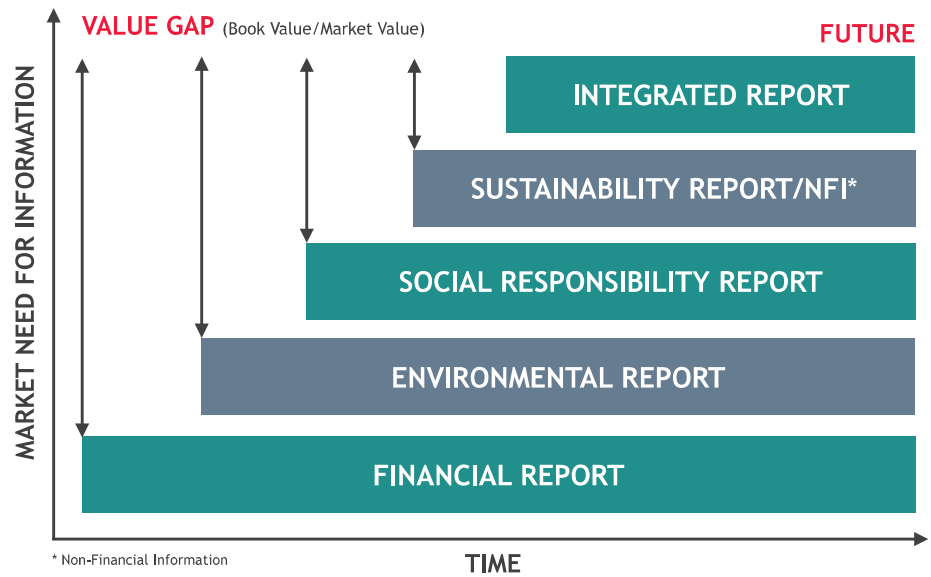 VALUE GAP (Book Value/Market Value)
FUTURE
MARKET NEED FOR INFORMATION
INTEGRATED REPORT
SUSTAINABILITY REPORT/NFI*
SOCIAL RESPONSIBILITY REPORT
ENVIRONMENTAL REPORT
FINANCIAL REPORT
* Non-Financial Information
TIME